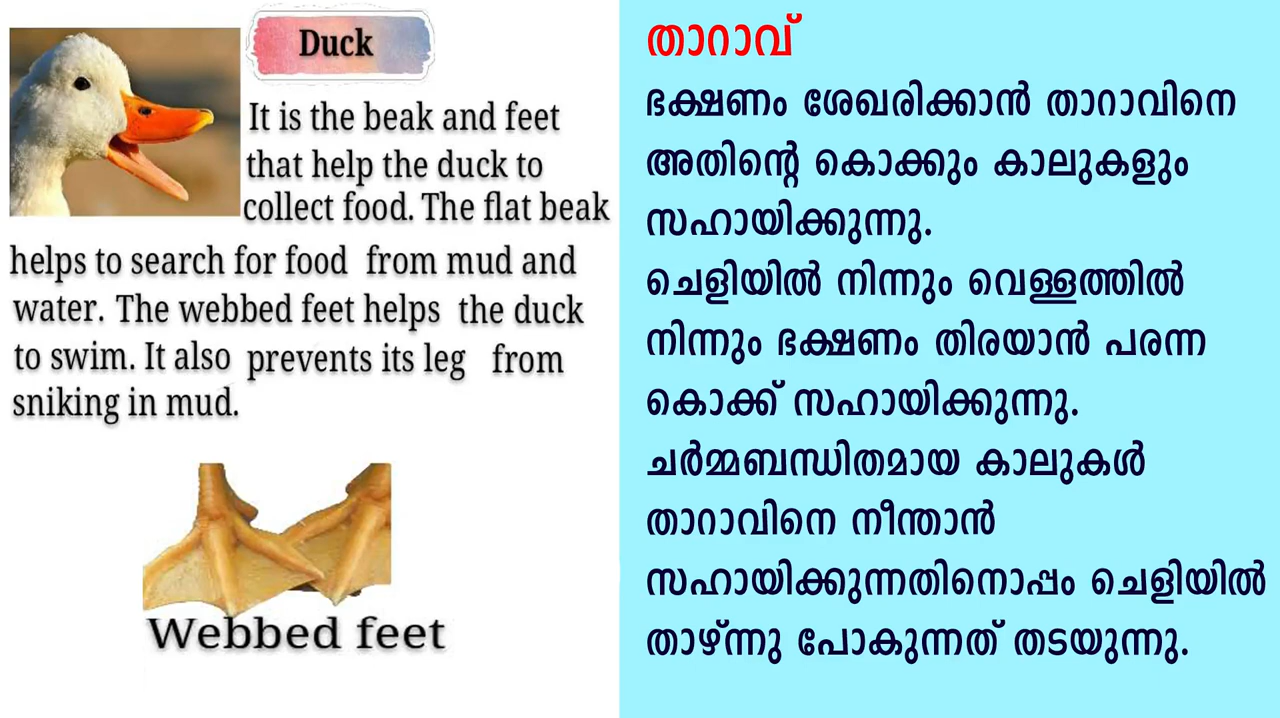 Duck
It is the beak and feet
that help the duck to
collect food. The flat beak
helps to search for food from mud and
water. The webbed feet helps the duck
to swim. It also prevents its leg from
sniking in mud.
Webbed feet
താറാവ്
ഭക്ഷണം ശേഖരിക്കാൻ താറാവിനെ
അതിന്റെ കൊക്കും കാലുകളും
സഹായിക്കുന്നു.
ചെളിയിൽ നിന്നും വെള്ളത്തിൽ
നിന്നും ഭക്ഷണം തിരയാൻ പരന്ന
കൊക്ക് സഹായിക്കുന്നു.
ചർമ്മബന്ധിതമായ കാലുകൾ
താറാവിനെ നീന്താൻ
സഹായിക്കുന്നതിനൊപ്പം ചെളിയിൽ
താഴ്ന്നു പോകുന്നത് തടയുന്നു.